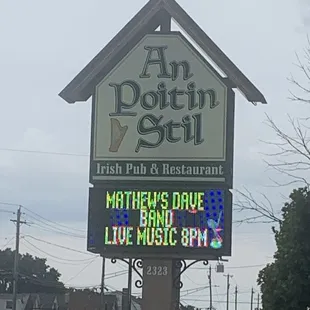 An
Poitin
Stil
Irish Pub & Restaurant
MATHEW'S DAVE
BAND
LIVE MUSIC 8PM
2323